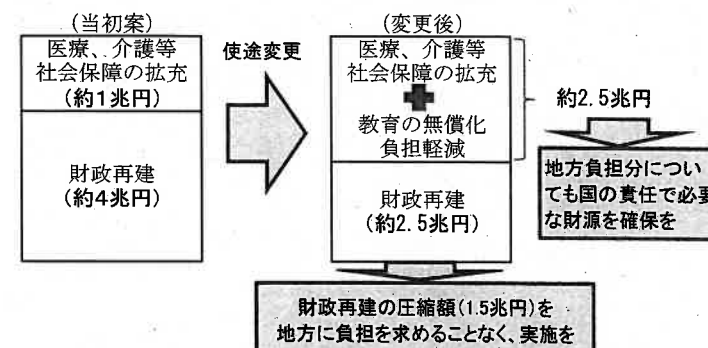 (当初案)
医療、介護等
社会保障の拡充
(約1兆円)
財政再建
(約4兆円)
使途変更
(変更後)
医療、介護等
社会保障の拡充
教育の無償化
負担軽減
財政再建
(約2.5兆円)
約2.5兆円
地方負担分につい
ても国の責任で必要
な財源を確保を
財政再建の圧縮額(1.5兆円)を
地方に負担を求めることなく、実施を